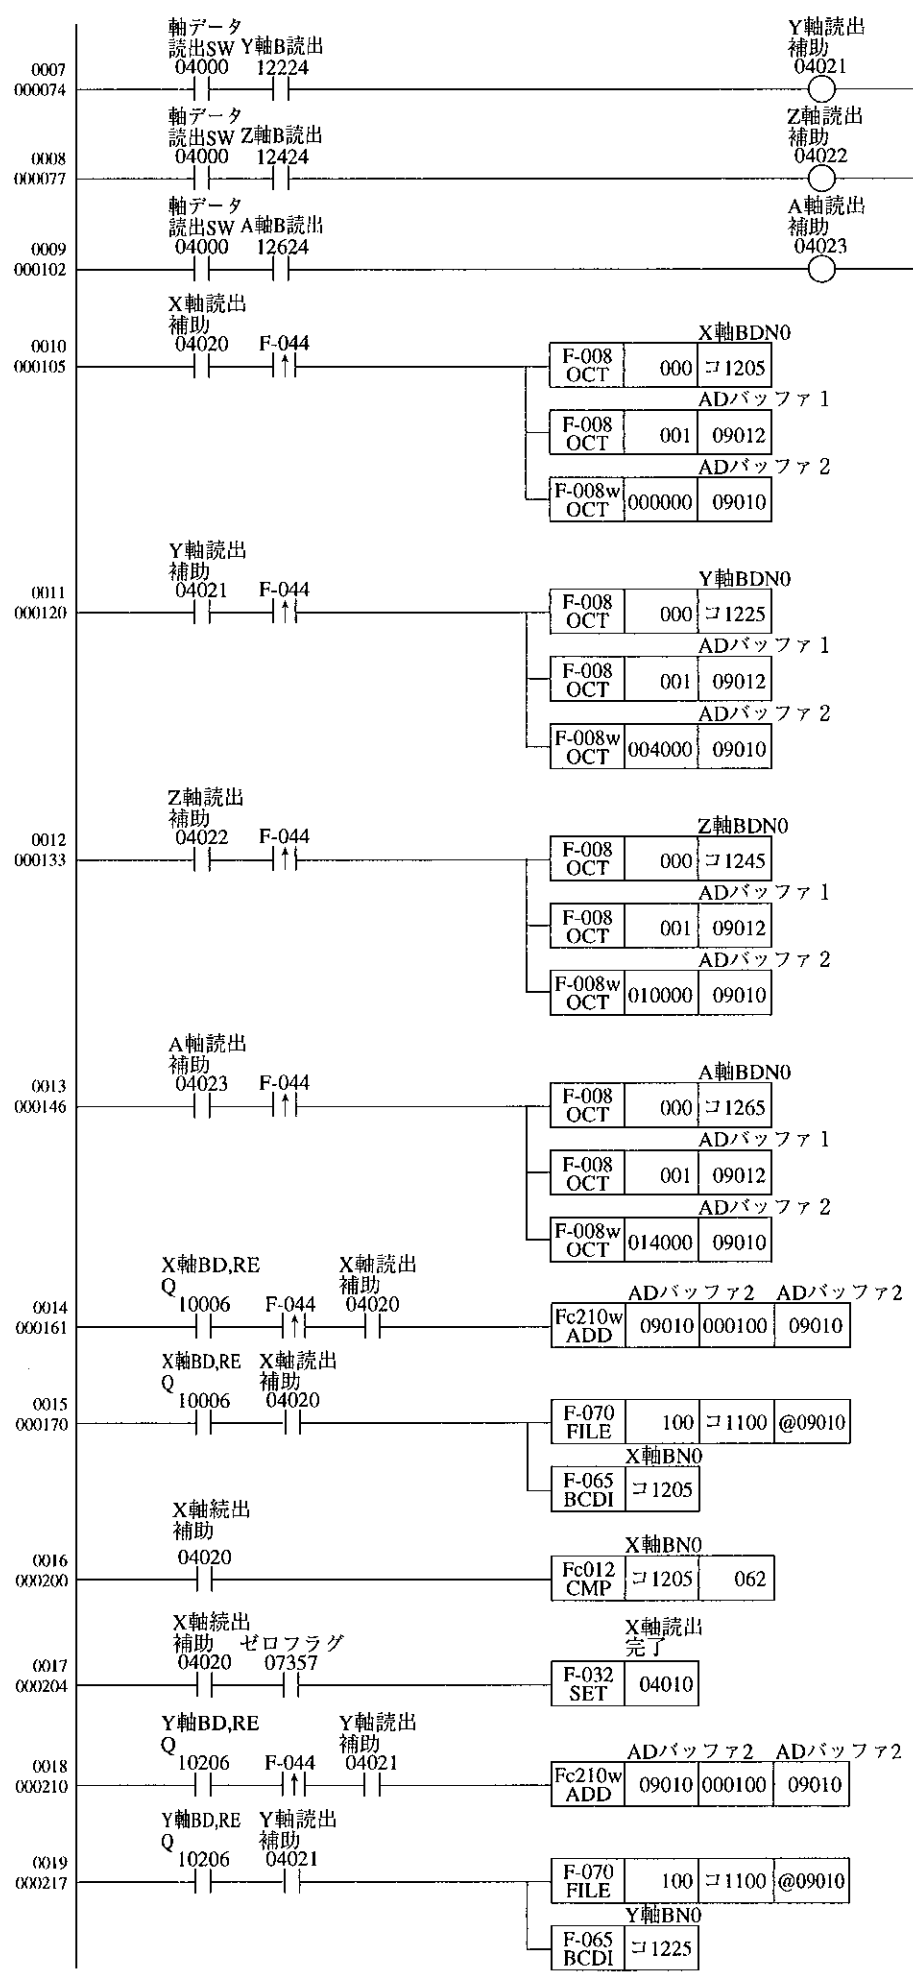 軸データ
読出SW Y軸B読出
Y軸読出
補助
0007
000074
04000 12224
04021
軸データ
読出SW Z軸B読出
Z軸読出
補助
0008
000077
04000 12424
04022
軸データ
読出SW A軸B読出
A軸読出
補助
0009
000102
04000 12624
04023
X軸読出
補助
0010
000105
04020 F-044
X軸BDN0
F-008 OCT 000 コ1205
ADバッファ1
F-008 OCT 001 09012
ADバッファ2
F-008w OCT 000000 09010
Y軸読出
補助
0011
000120
04021 F-044
Y軸BDN0
F-008 OCT 000 コ1225
ADバッファ1
F-008 OCT 001 09012
ADバッファ2
F-008w OCT 004000 09010
Z軸読出
補助
0012
000133
04022 F-044
Z軸BDN0
F-008 OCT 000 コ1245
ADバッファ1
F-008 OCT 001 09012
ADバッファ2
F-008w OCT 010000 09010
A軸読出
補助
0013
000146
04023 F-044
A軸BDN0
F-008 OCT 000 コ1265
ADバッファ1
F-008 OCT 001 09012
ADバッファ2
F-008w OCT 014000 09010
X軸BD,RE
Q
X軸読出
補助
0014
000161
10006 F-044 04020
ADバッファ2 ADバッファ2
Fc210w ADD 09010 000100 09010
X軸BD,RE
Q
X軸読出
補助
0015
000170
10006 04020
F-070 FILE 100 コ1100 @09010
X軸BN0
F-065 BCDI コ1205
X軸続出
補助
0016
000200
04020
X軸BN0
Fc012 CMP コ1205 062
X軸続出
補助 ゼロフラグ
X軸読出
完了
0017
000204
04020 07357
F-032 SET 04010
Y軸BD,RE
Q
Y軸読出
補助
0018
000210
10206 F-044 04021
ADバッファ2 ADバッファ2
Fc210w ADD 09010 000100 09010
Y軸BD,RE
Q
Y軸読出
補助
0019
000217
10206 04021
F-070 FILE 100 コ1100 @09010
Y軸BN0
F-065 BCDI コ1225